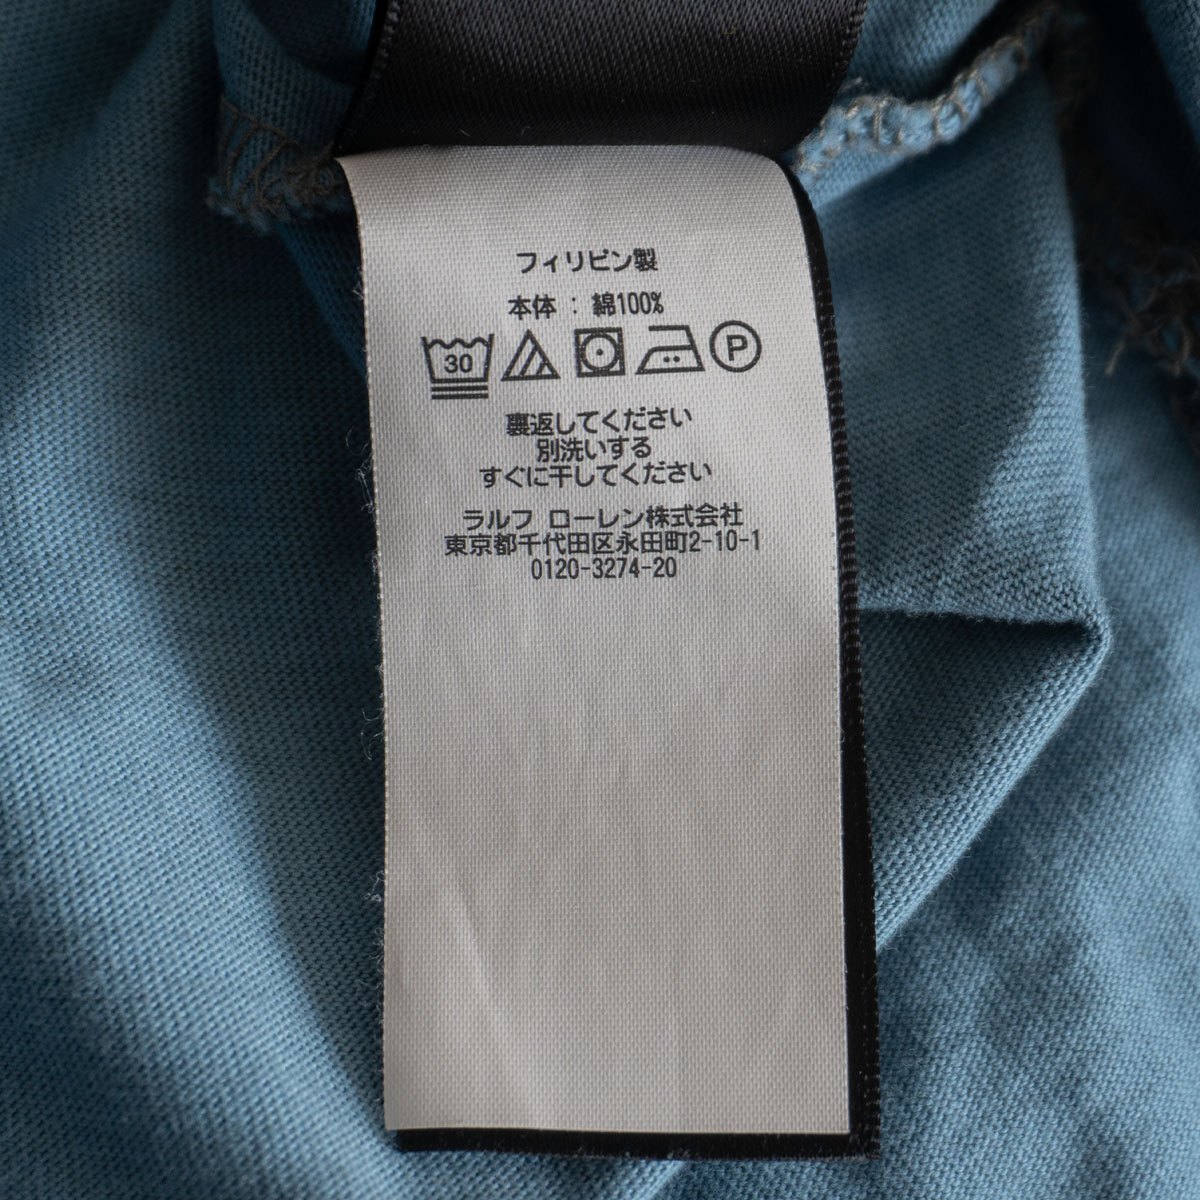 フィリピン製
本体 : 綿100%
30 P
裏返してください
別洗いする
すぐに干してください
ラルフ ローレン株式会社
東京都千代田区永田町2-10-1
0120-3274-20